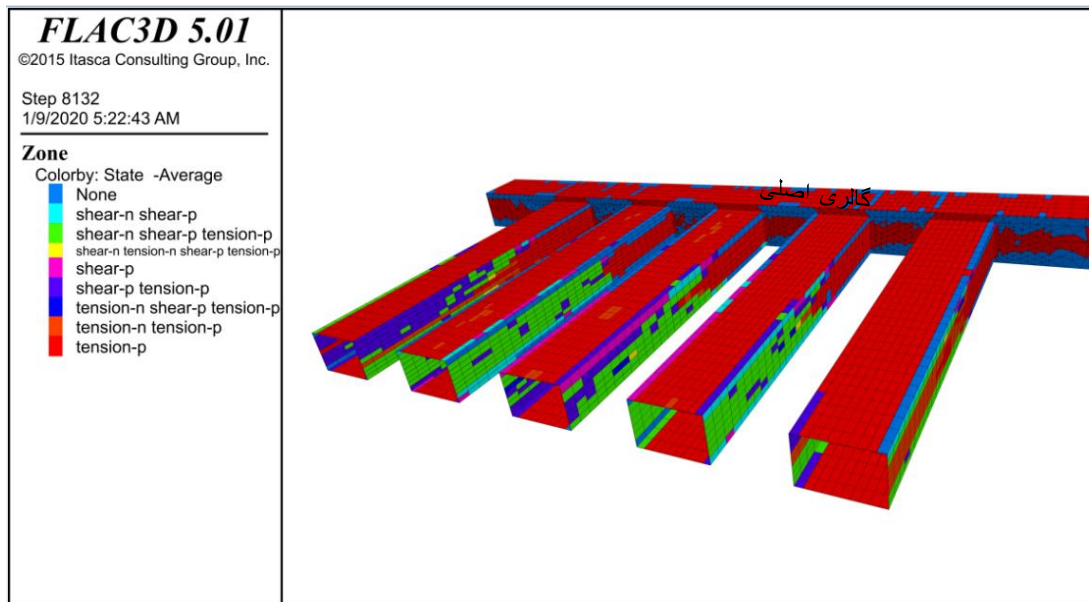 FLAC3D 5.01
©2015 Itasca Consulting Group, Inc.
Step 8132
1/9/2020 5:22:43 AM
Zone
Colorby: State -Average
None
shear-n shear-p
shear-n shear-p tension-p
shear-n tension-n shear-p tension-p
shear-p
shear-p tension-p
tension-n shear-p tension-p
tension-n tension-p
tension-p
گالری اصلی